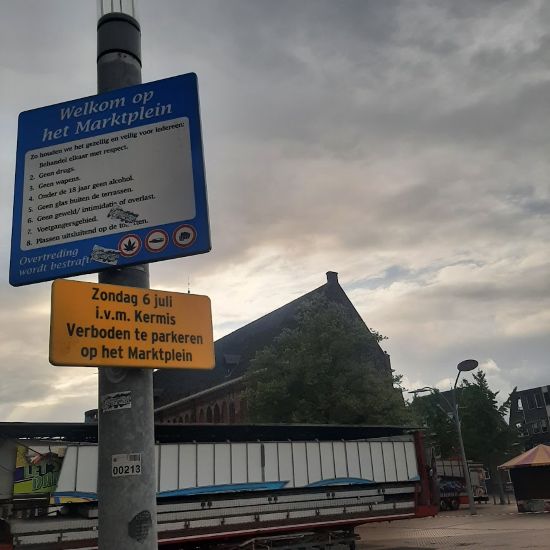 Welkom op
het Marktplein
Zo houden we het gezellig en veilig voor iedereen:
Behandel elkaar met respect.
2. Geen drugs.
3. Geen wapens.
4. Onder de 18 jaar geen alcohol.
5. Geen glas buiten de terrassen.
6. Geen geweld/ intimidatie of overlast.
7. Voetgangersgebied.
8. Plassen uitsluitend op de
Overtreding
wordt bestraft
Zondag 6 juli
i.v.m. Kermis
Verboden te parkeren
op het Marktplein
00213